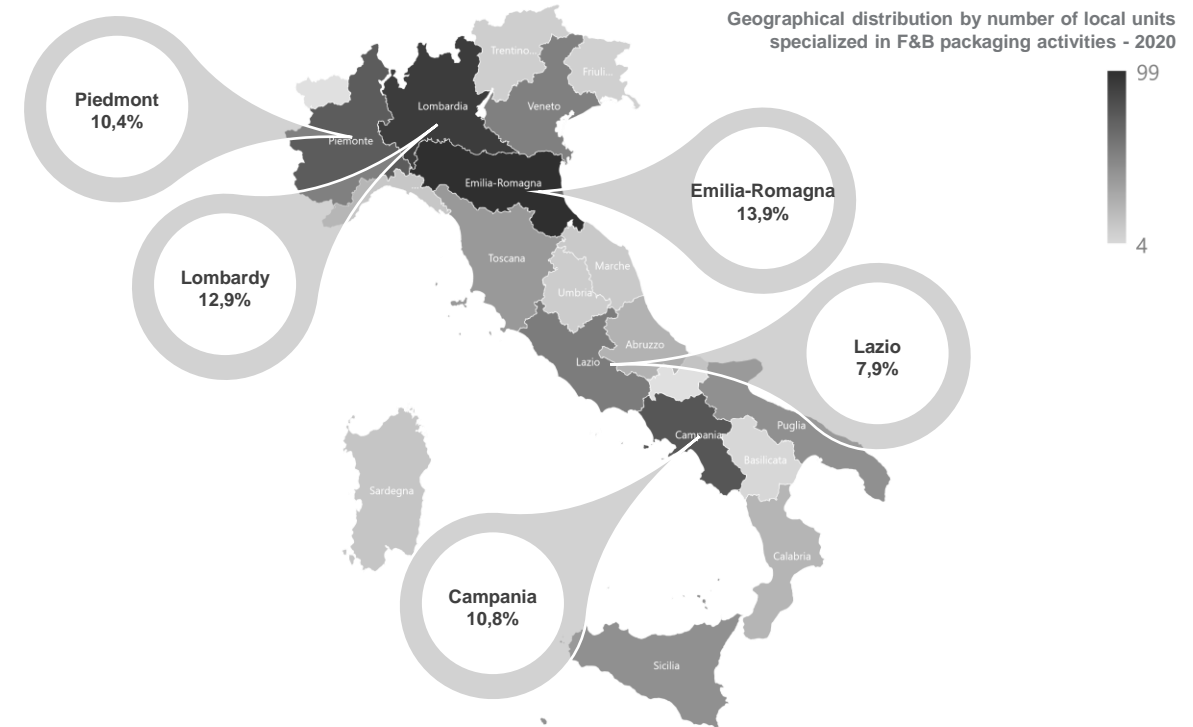 Geographical distribution by number of local units
specialized in F&B packaging activities - 2020
99
4
Trentino...
Friuli...
Piedmont
10,4%
Lombardia
Veneto
Piemonte
Emilia-Romagna
Emilia-Romagna
13,9%
Toscana
Marche
Lombardy
12,9%
Umbria
Abruzzo
Lazio
Lazio
7,9%
Campania
Puglia
Basilicata
Sardegna
Calabria
Campania
10,8%
Sicilia